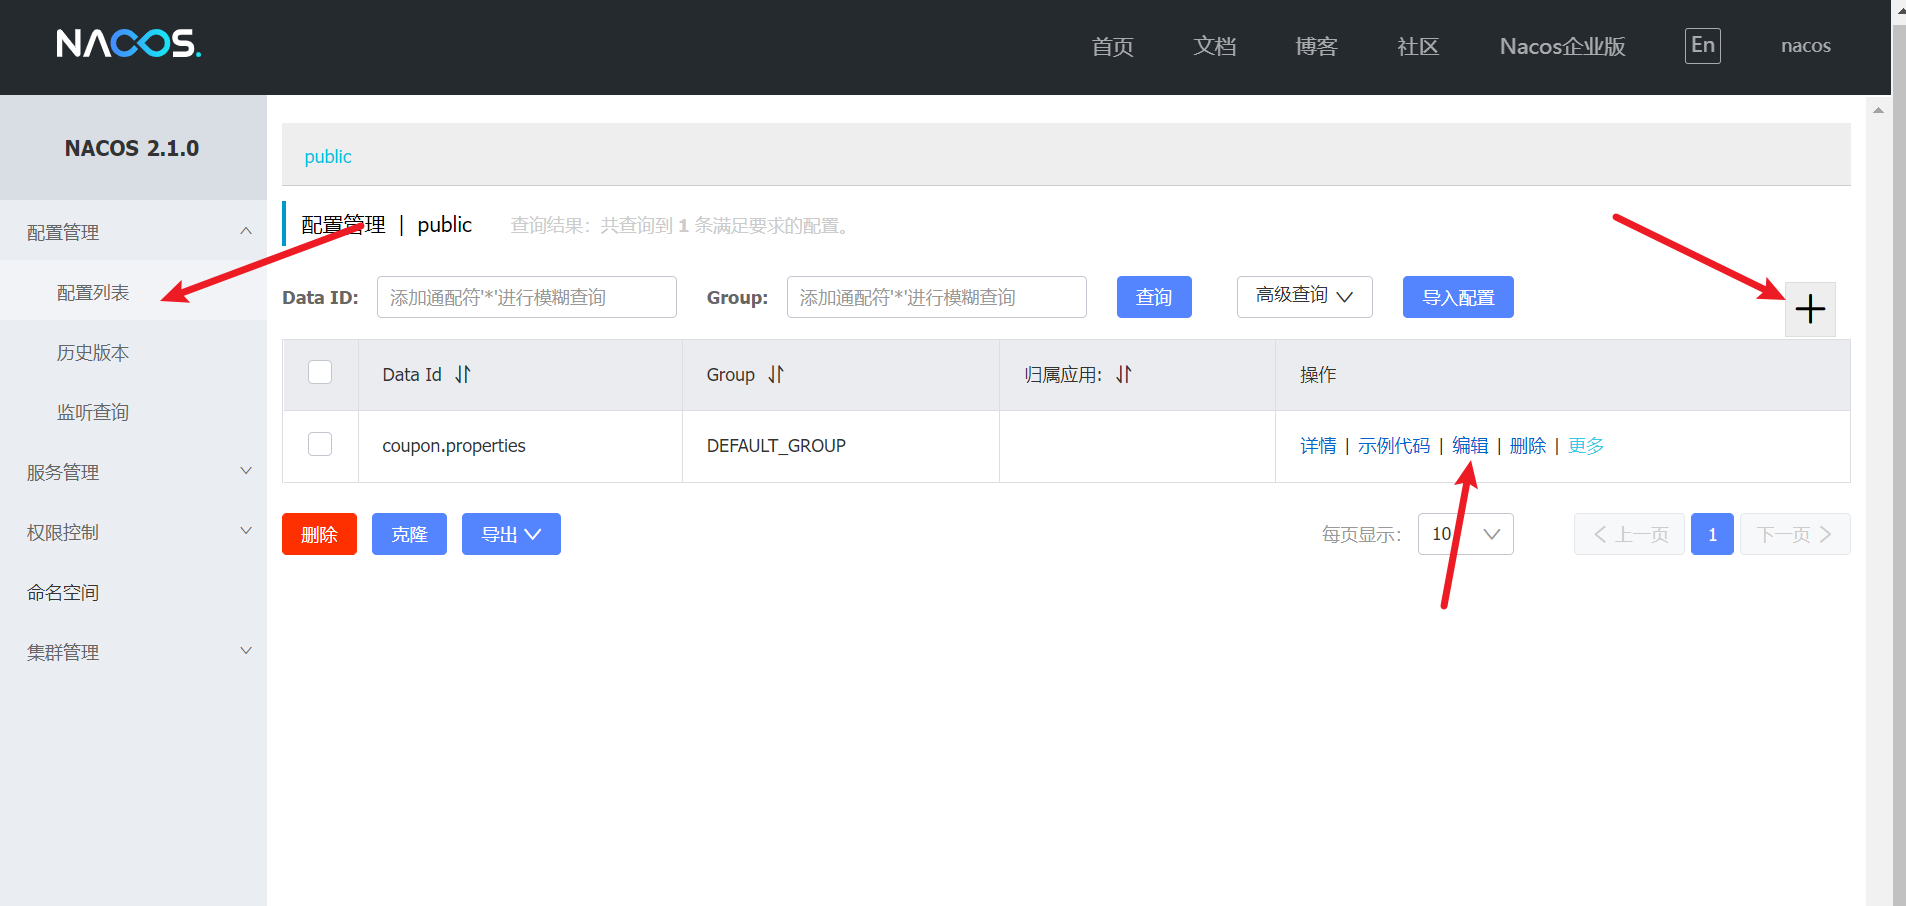 NACOS.
首页 文档 博客 社区 Nacos企业版 En nacos
NACOS 2.1.0
配置管理
配置列表
历史版本
监听查询
服务管理
权限控制
命名空间
集群管理
public
配置管理 | public 查询结果：共查询到 1 条满足要求的配置。
Data ID: 添加通配符'*'进行模糊查询 Group: 添加通配符'*'进行模糊查询 查询 高级查询 导入配置
Data Id Group 归属应用: 操作
coupon.properties DEFAULT_GROUP 详情 | 示例代码 | 编辑 | 删除 | 更多
删除 克隆 导出 每页显示: 10 上一页 1 下一页